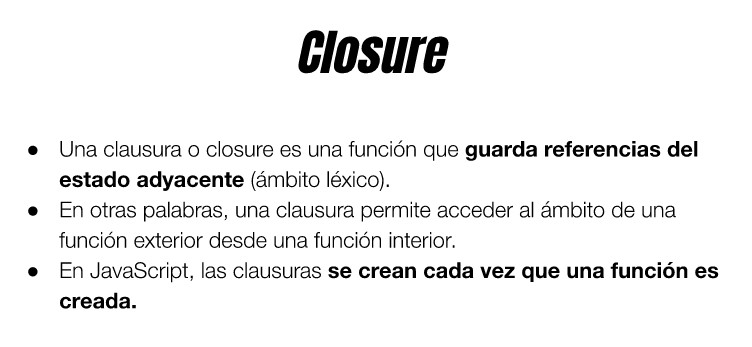 Closure
● Una clausura o closure es una función que guarda referencias del
estado adyacente (ámbito léxico).
● En otras palabras, una clausura permite acceder al ámbito de una
función exterior desde una función interior.
● En JavaScript, las clausuras se crean cada vez que una función es
creada.